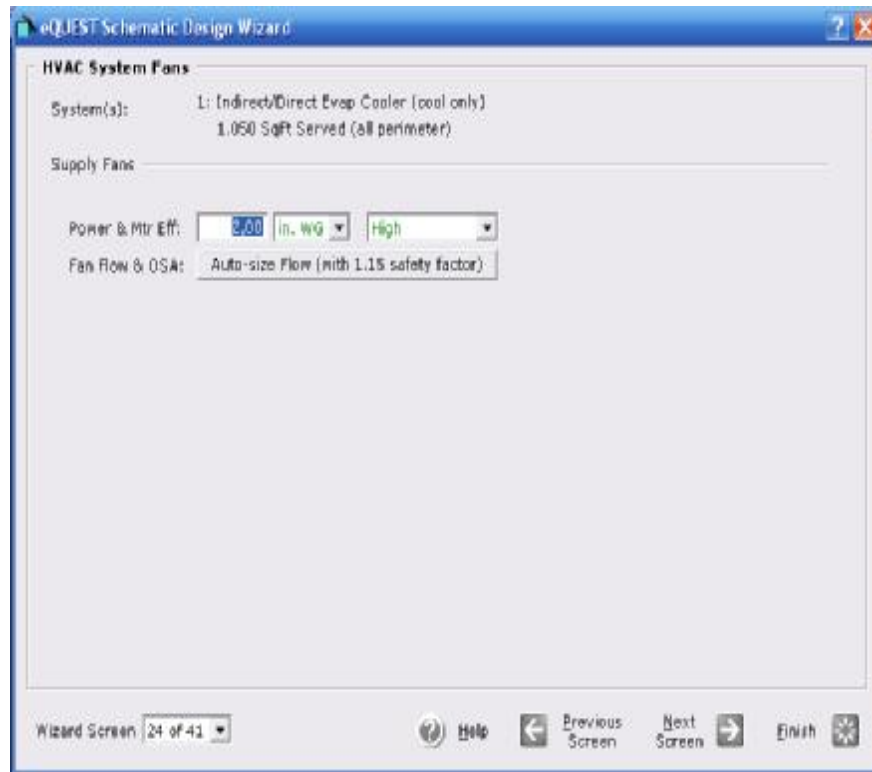 eQUEST Schematic Design Wizard
HVAC System Fans
System(s): 1: Indirect/Direct Evap Cooler (cool only)
1,050 SqFt Served (all perimeter)
Supply Fans
Power & Mtr Eff: 2.00 in. WG High
Fan Flow & OSA: Auto-size Flow (with 1.15 safety factor)
Wizard Screen 24 of 41 Help Previous Screen Next Screen Finish